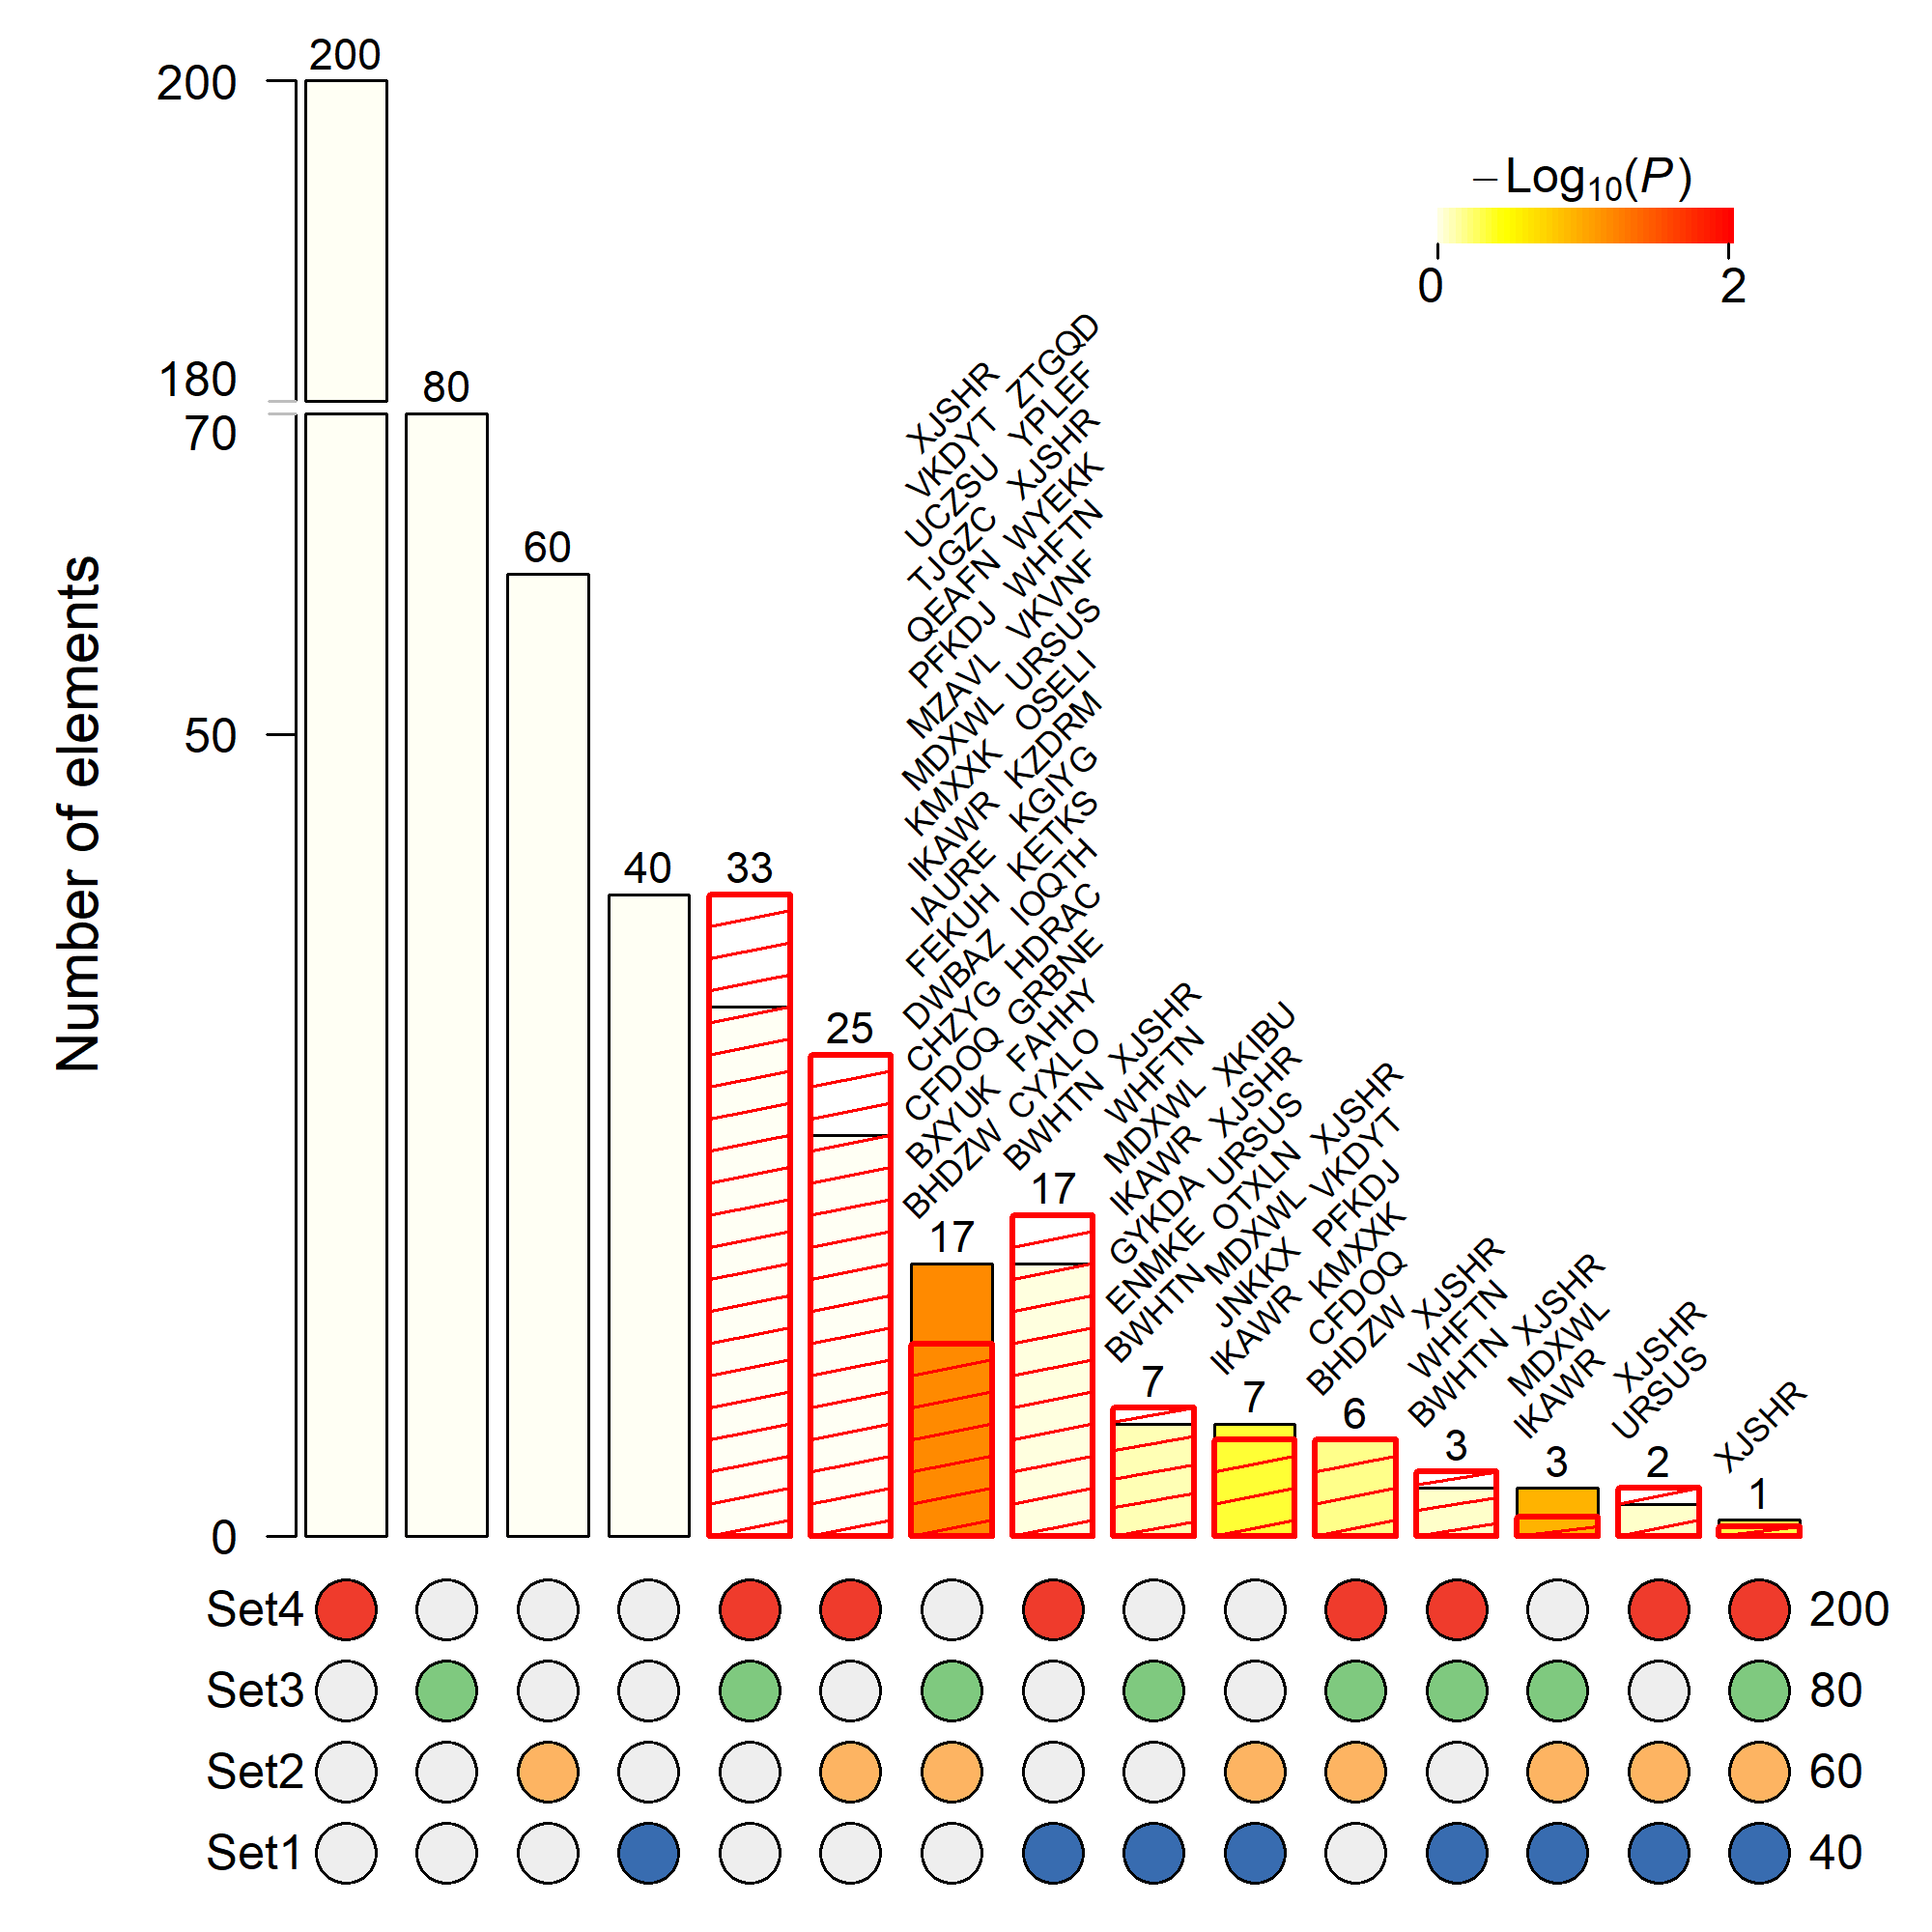 200
200
180
80
70
60
50
40
33
25
0
Number of elements
−Log10(P)
0 2
XJSHR
VKDYT
UCZSU
TJGZC
QEAFN
PFKDJ
MZAVL
MDXWL
KMXXK
IKAWR
IAURE
FEKUH
DWBAZ
CHZYG
CFDOQ
BXYUK
BHDZW
17
ZTGQD
YPLEF
XJSHR
WYEKK
WHFTN
VKVNF
URSUS
OSELI
KZDRM
KGIYG
KETKS
IOQTH
HDRAC
GRBNE
FAHHY
CYXLO
BWHTN
17
XJSHR
WHFTN
MDXWL
IKAWR
GYKDA
ENMKE
BWHTN
7
XKIBU
XJSHR
URSUS
OTXLN
MDXWL
JNKKX
IKAWR
7
XJSHR
VKDYT
PFKDJ
KMXXK
CFDOQ
BHDZW
6
XJSHR
WHFTN
BWHTN
3
XJSHR
MDXWL
IKAWR
3
XJSHR
URSUS
2
XJSHR
1
Set4 200
Set3 80
Set2 60
Set1 40